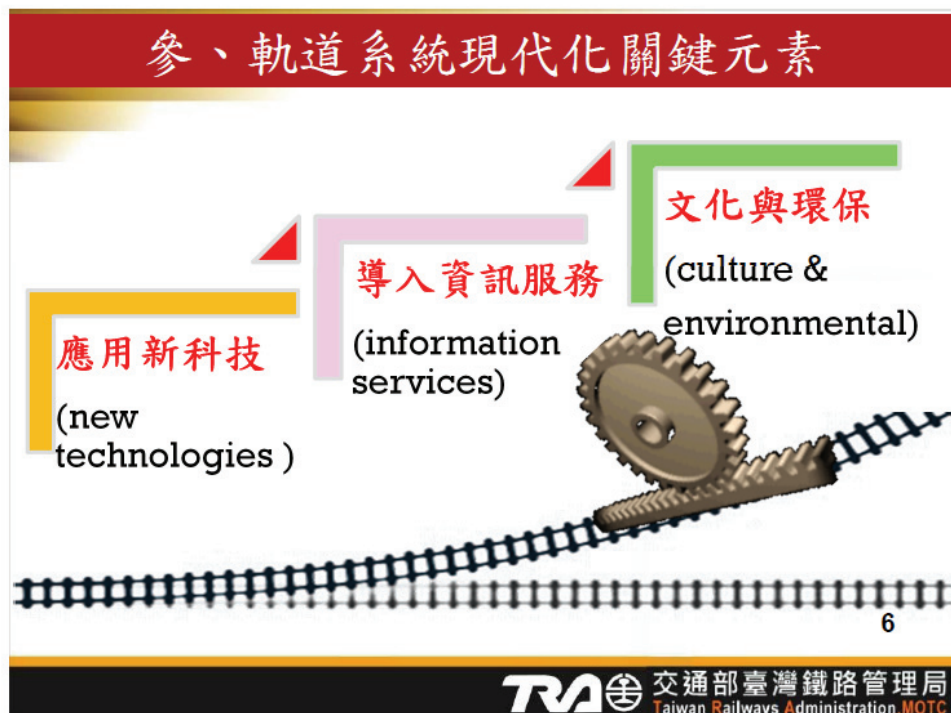 參、軌道系統現代化關鍵元素
應用新科技
(new
technologies )
導入資訊服務
(information
services)
文化與環保
(culture &
environmental)
6
TRA 交通部臺灣鐵路管理局
Taiwan Railways Administration,MOTC